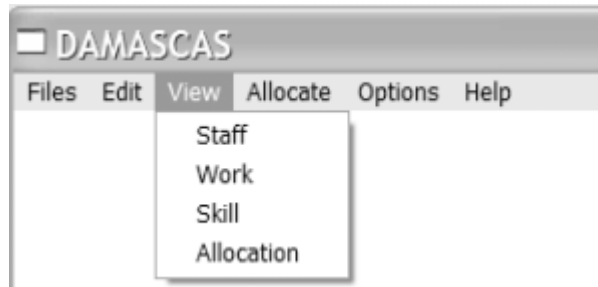 DAMASCAS
Files Edit View Allocate Options Help
Staff
Work
Skill
Allocation